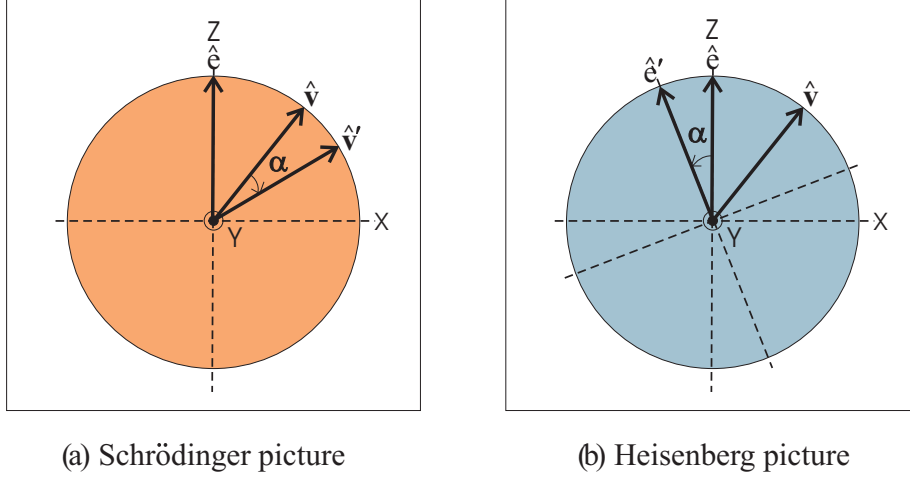 Z
ê
v̂
v̂′
α
X
Y
(a) Schrödinger picture
Z
ê′
ê
v̂
α
X
Y
(b) Heisenberg picture